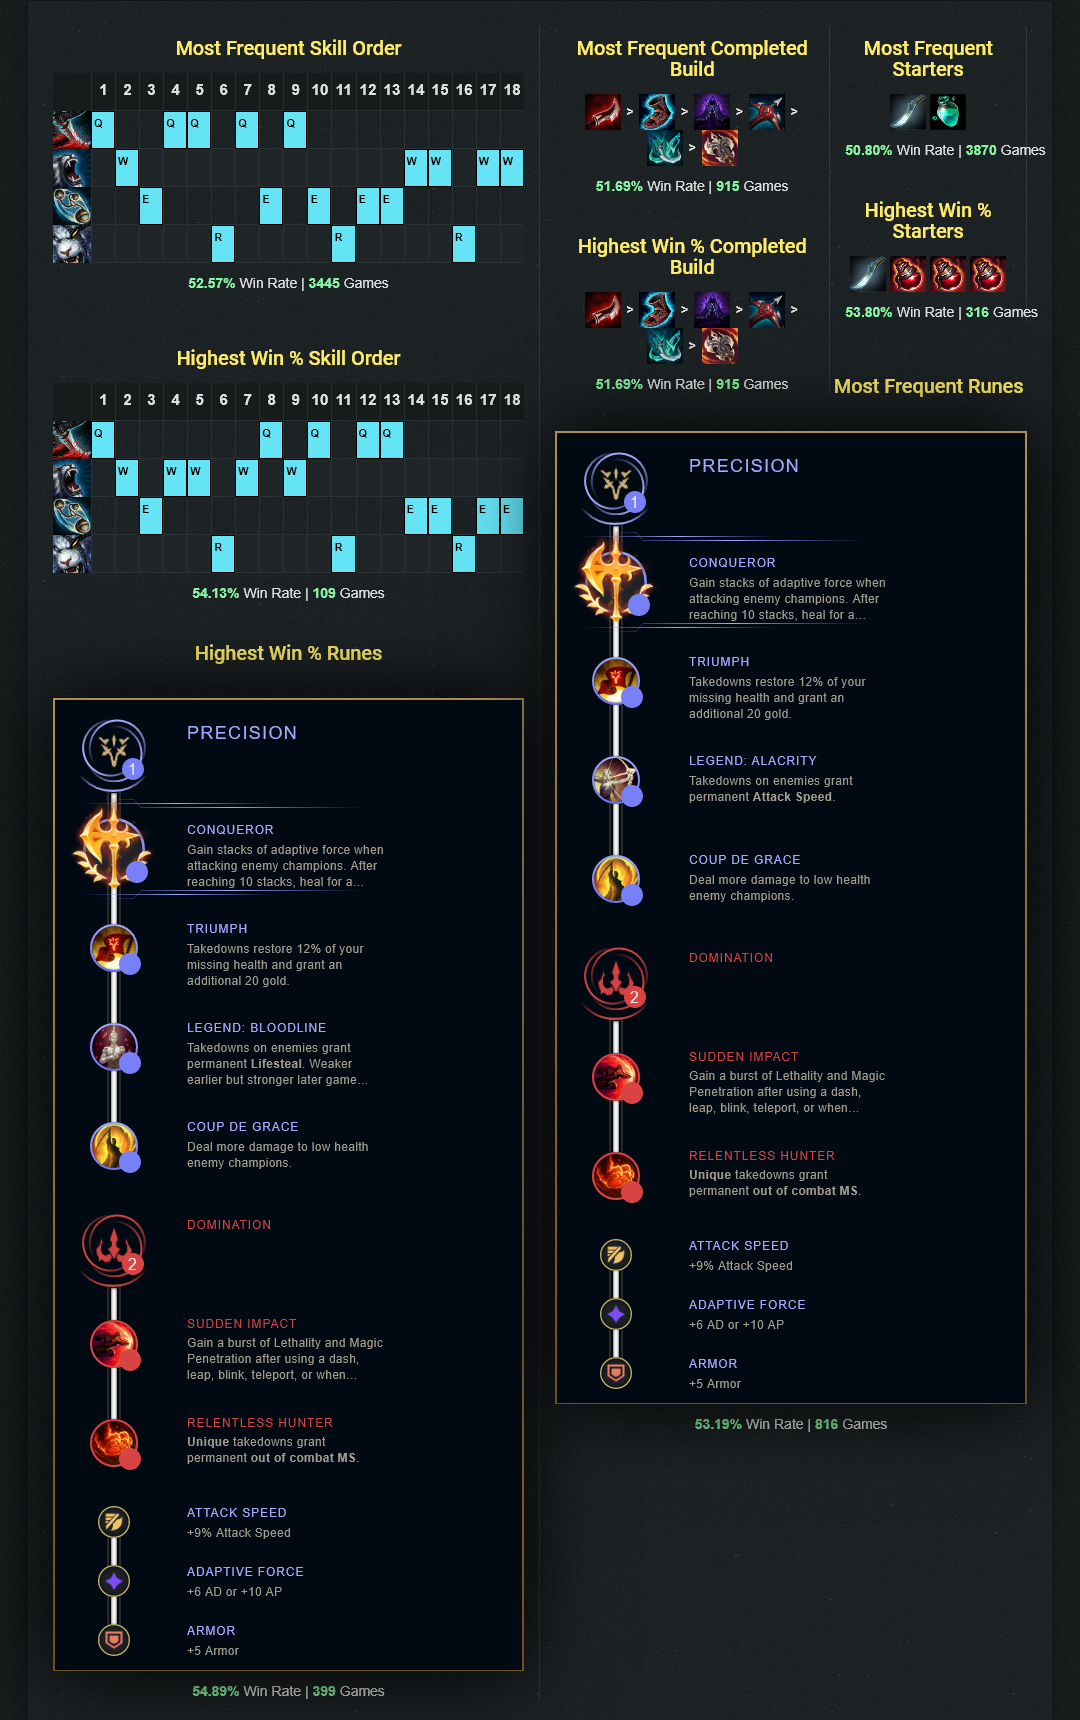 Most Frequent Skill Order
1 2 3 4 5 6 7 8 9 10 11 12 13 14 15 16 17 18
Q Q Q Q Q
W W W W W
E E E E E
R R R
52.57% Win Rate | 3445 Games
Highest Win % Skill Order
1 2 3 4 5 6 7 8 9 10 11 12 13 14 15 16 17 18
Q Q Q Q Q
W W W W W
E E E E E
R R R
54.13% Win Rate | 109 Games
Highest Win % Runes
PRECISION
1
CONQUEROR
Gain stacks of adaptive force when
attacking enemy champions. After
reaching 10 stacks, heal for a...
TRIUMPH
Takedowns restore 12% of your
missing health and grant an
additional 20 gold.
LEGEND: BLOODLINE
Takedowns on enemies grant
permanent Lifesteal. Weaker
earlier but stronger later game...
COUP DE GRACE
Deal more damage to low health
enemy champions.
DOMINATION
2
SUDDEN IMPACT
Gain a burst of Lethality and Magic
Penetration after using a dash,
leap, blink, teleport, or when...
RELENTLESS HUNTER
Unique takedowns grant
permanent out of combat MS.
ATTACK SPEED
+9% Attack Speed
ADAPTIVE FORCE
+6 AD or +10 AP
ARMOR
+5 Armor
54.89% Win Rate | 399 Games
Most Frequent Completed
Build
> > > >
>
51.69% Win Rate | 915 Games
Highest Win % Completed
Build
> > > >
>
51.69% Win Rate | 915 Games
Most Frequent
Starters
50.80% Win Rate | 3870 Games
Highest Win %
Starters
53.80% Win Rate | 316 Games
Most Frequent Runes
PRECISION
1
CONQUEROR
Gain stacks of adaptive force when
attacking enemy champions. After
reaching 10 stacks, heal for a...
TRIUMPH
Takedowns restore 12% of your
missing health and grant an
additional 20 gold.
LEGEND: ALACRITY
Takedowns on enemies grant
permanent Attack Speed.
COUP DE GRACE
Deal more damage to low health
enemy champions.
DOMINATION
2
SUDDEN IMPACT
Gain a burst of Lethality and Magic
Penetration after using a dash,
leap, blink, teleport, or when...
RELENTLESS HUNTER
Unique takedowns grant
permanent out of combat MS.
ATTACK SPEED
+9% Attack Speed
ADAPTIVE FORCE
+6 AD or +10 AP
ARMOR
+5 Armor
53.19% Win Rate | 816 Games